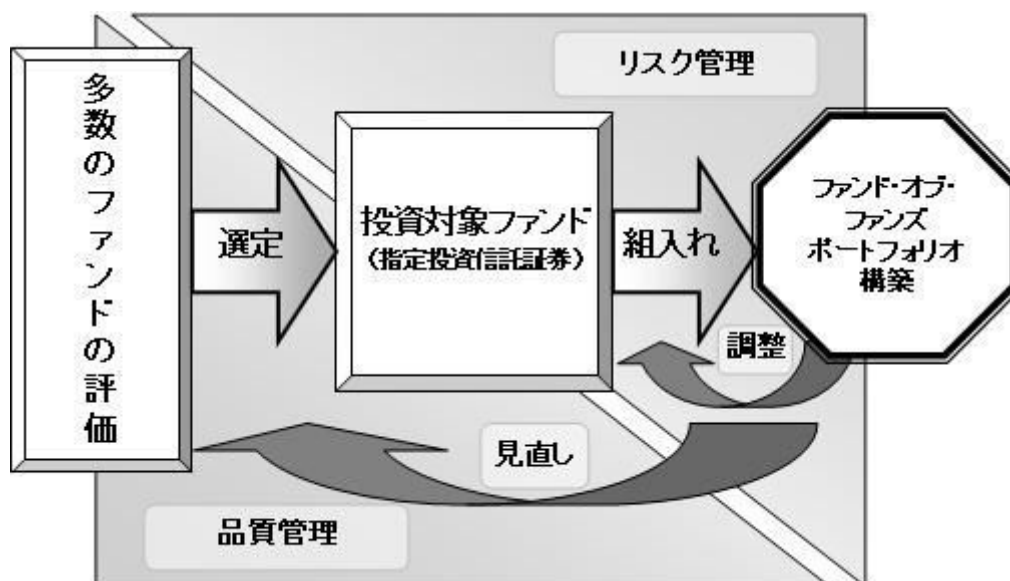 リスク管理
多数のファンドの評価
選定
投資対象ファンド
（指定投資信託証券）
組入れ
ファンド・オブ・
ファンズ
ポートフォリオ
構築
調整
見直し
品質管理